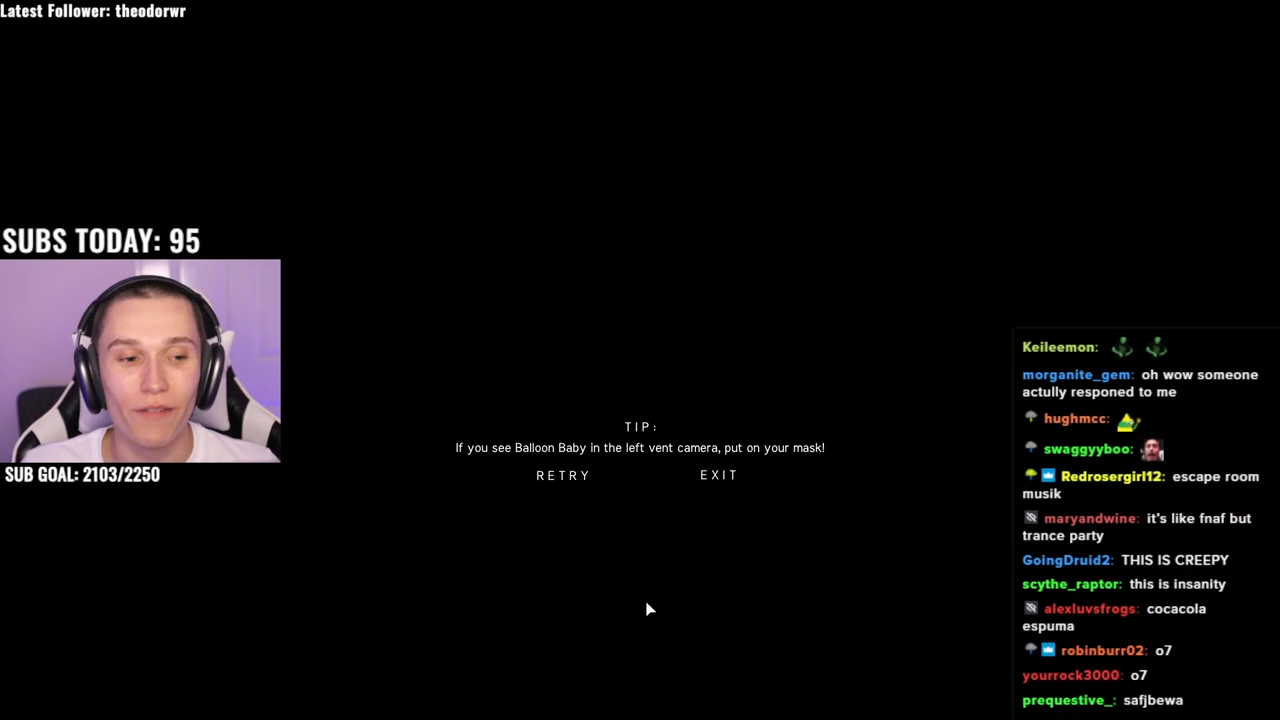 Latest Follower: theodorwr
SUBS TODAY: 95
SUB GOAL: 2103/2250
TIP:
If you see Balloon Baby in the left vent camera, put on your mask!
RETRY EXIT
Keileemon:
morganite_gem: oh wow someone
actully responed to me
hughmcc:
swaggyyboo:
Redrosergirl12: escape room
musik
maryandwine: it's like fnaf but
trance party
GoingDruid2: THIS IS CREEPY
scythe_raptor: this is insanity
alexluvsfrogs: cocacola
espuma
robinburr02: o7
yourrock3000: o7
prequestive_: safjbewa